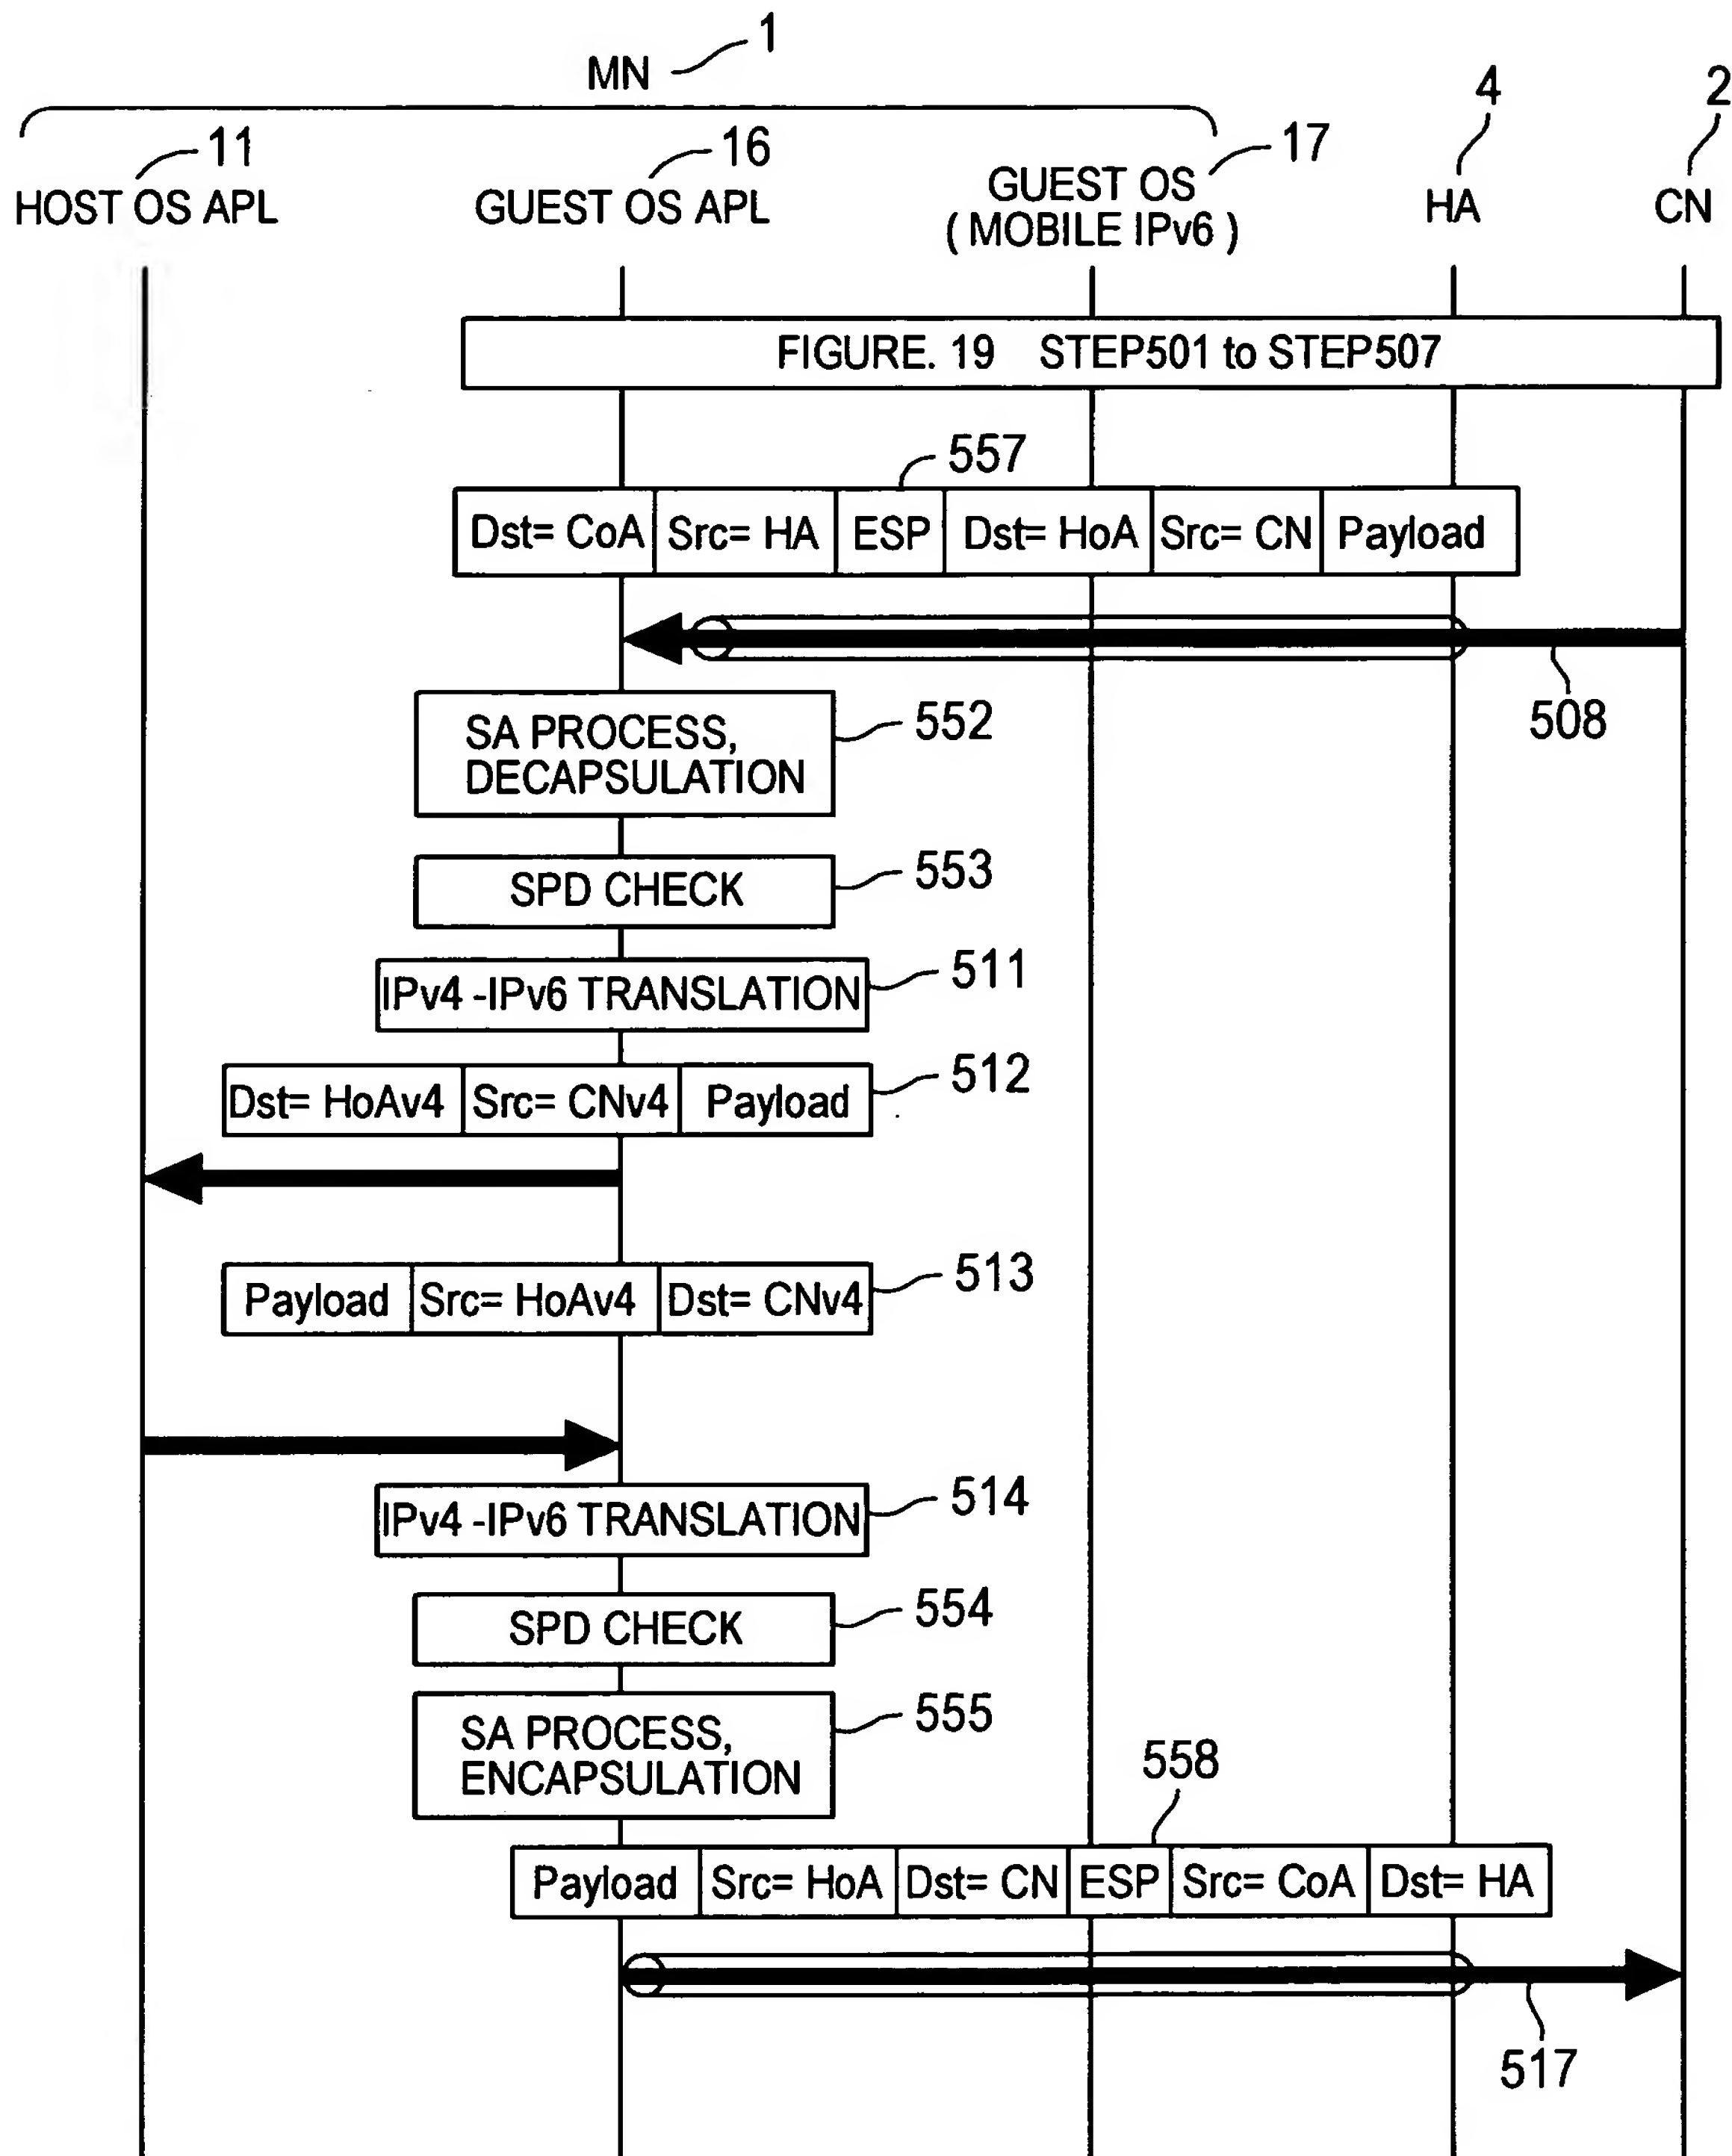 MN 1
4
2
11
16
17
HOST OS APL
GUEST OS APL
GUEST OS
( MOBILE IPv6 )
HA
CN
FIGURE. 19 STEP501 to STEP507
557
Dst= CoA Src= HA ESP Dst= HoA Src= CN Payload
508
SA PROCESS,
DECAPSULATION
552
SPD CHECK
553
IPv4 -IPv6 TRANSLATION
511
Dst= HoAv4 Src= CNv4 Payload
512
Payload Src= HoAv4 Dst= CNv4
513
IPv4 -IPv6 TRANSLATION
514
SPD CHECK
554
SA PROCESS,
ENCAPSULATION
555
558
Payload Src= HoA Dst= CN ESP Src= CoA Dst= HA
517